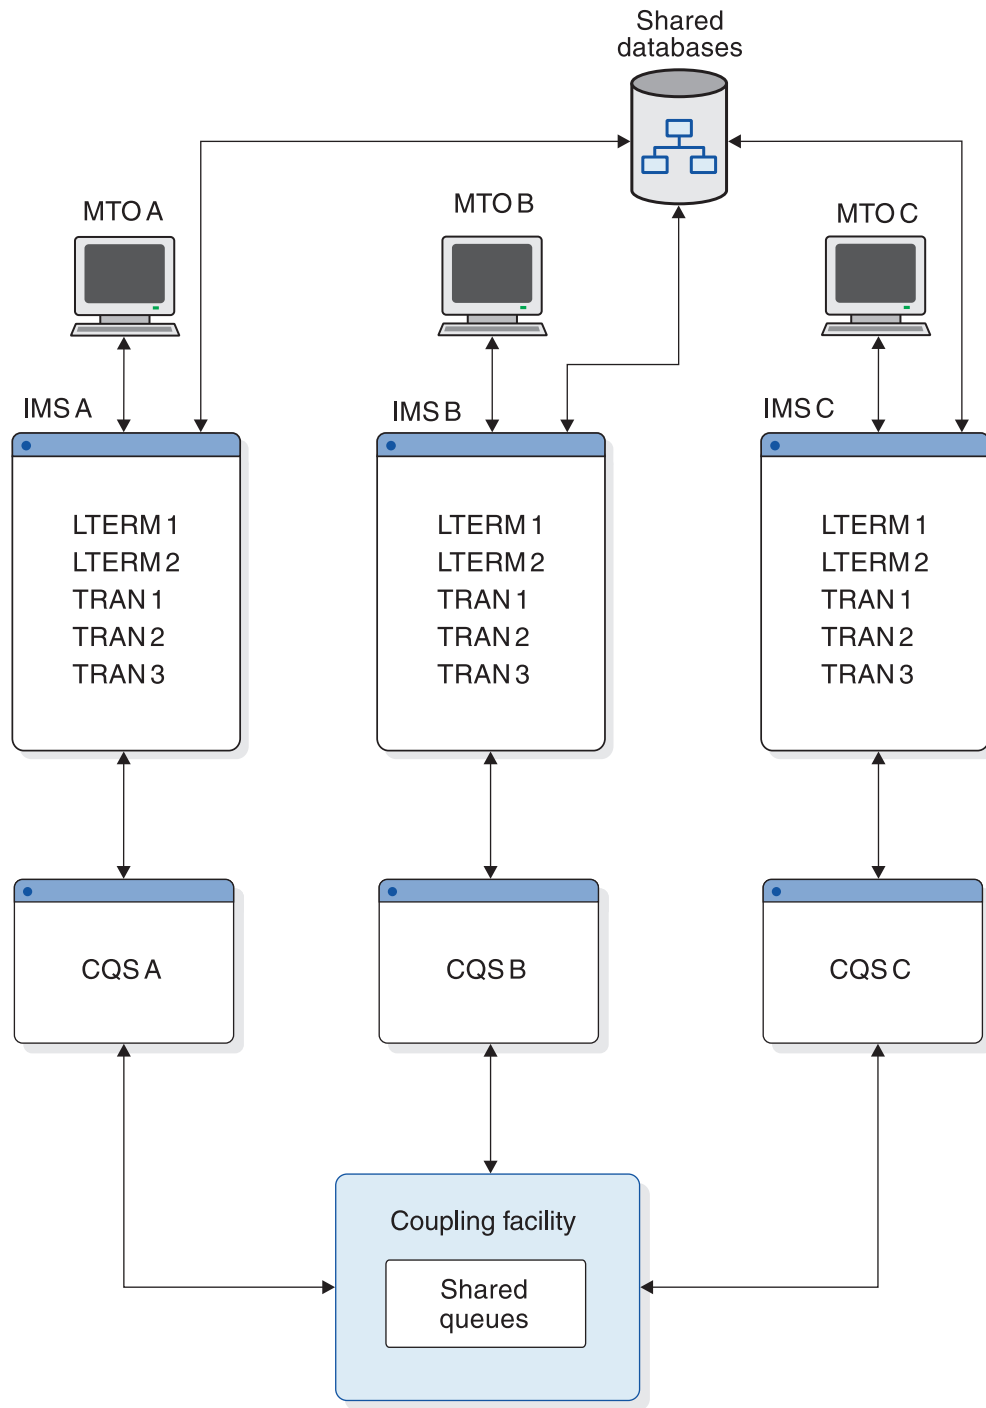 Shared
databases
MTO A
MTO B
MTO C
IMS A
IMS B
IMS C
LTERM 1
LTERM 2
TRAN 1
TRAN 2
TRAN 3
LTERM 1
LTERM 2
TRAN 1
TRAN 2
TRAN 3
LTERM 1
LTERM 2
TRAN 1
TRAN 2
TRAN 3
CQS A
CQS B
CQS C
Coupling facility
Shared
queues